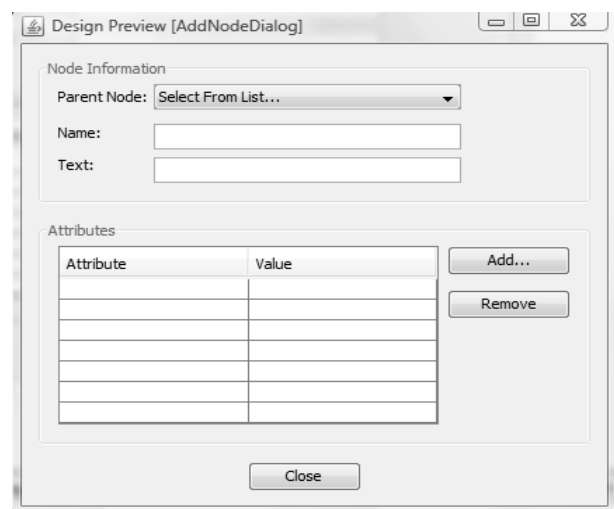 Design Preview [AddNodeDialog]
Node Information
Parent Node: Select From List...
Name:
Text:
Attributes
Attribute Value
Add...
Remove
Close